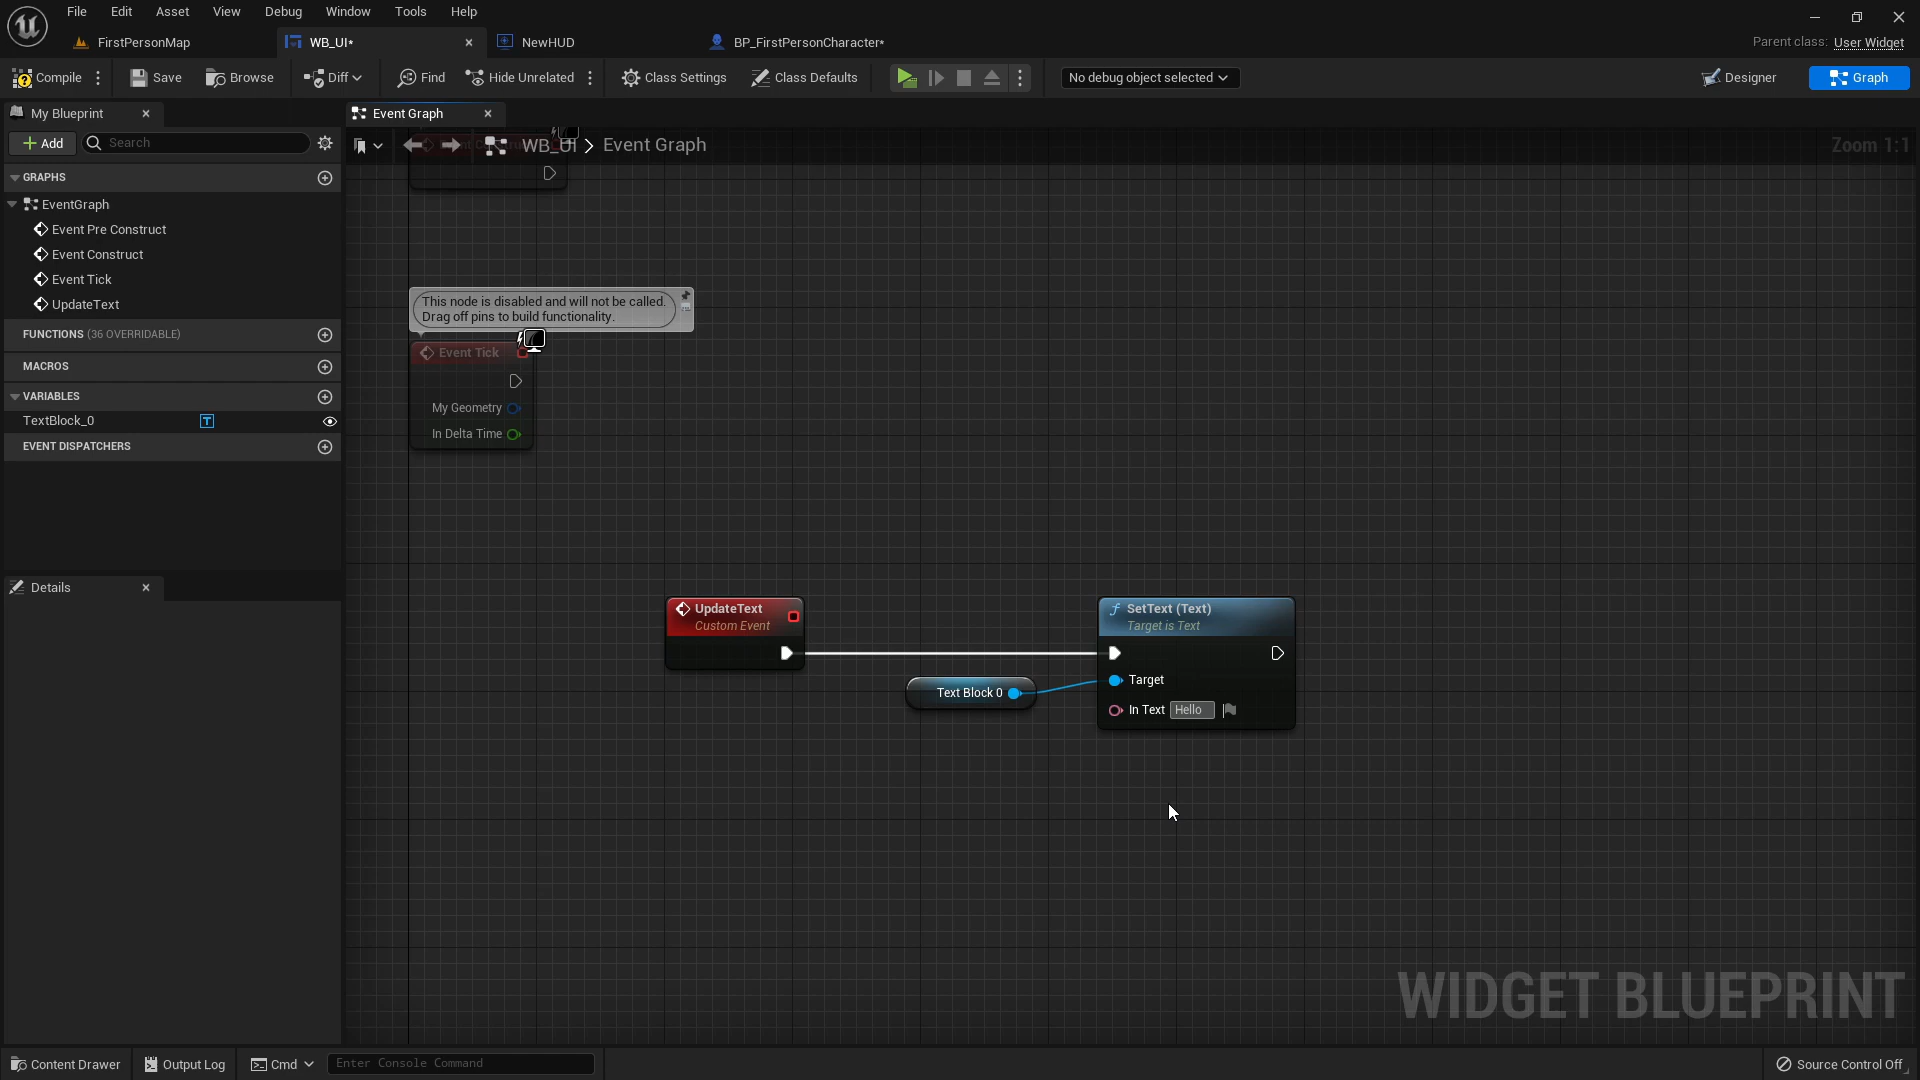 File Edit Asset View Debug Window Tools Help
FirstPersonMap WB_UI* NewHUD BP_FirstPersonCharacter* Parent class: User Widget
Compile Save Browse Diff Find Hide Unrelated Class Settings Class Defaults No debug object selected Designer Graph
My Blueprint
Event Graph
Add Search
WB_UI > Event Graph
Zoom 1:1
GRAPHS
EventGraph
Event Pre Construct
Event Construct
Event Tick
UpdateText
FUNCTIONS (36 OVERRIDABLE)
MACROS
VARIABLES
TextBlock_0
EVENT DISPATCHERS
Details
This node is disabled and will not be called.
Drag off pins to build functionality.
Event Tick
My Geometry
In Delta Time
UpdateText
Custom Event
Text Block 0
SetText (Text)
Target is Text
Target
In Text Hello
WIDGET BLUEPRINT
Content Drawer Output Log Cmd Enter Console Command Source Control Off